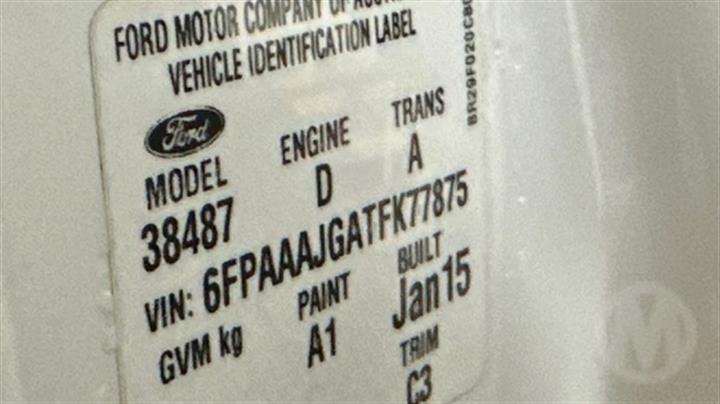 FORD MOTOR COMPANY OF
VEHICLE IDENTIFICATION LABEL
Ford
MODEL ENGINE TRANS
38487 D A
VIN: 6FPAAAJGATFK77875
GVM kg PAINT BUILT
A1 Jan15
TRIM
C3